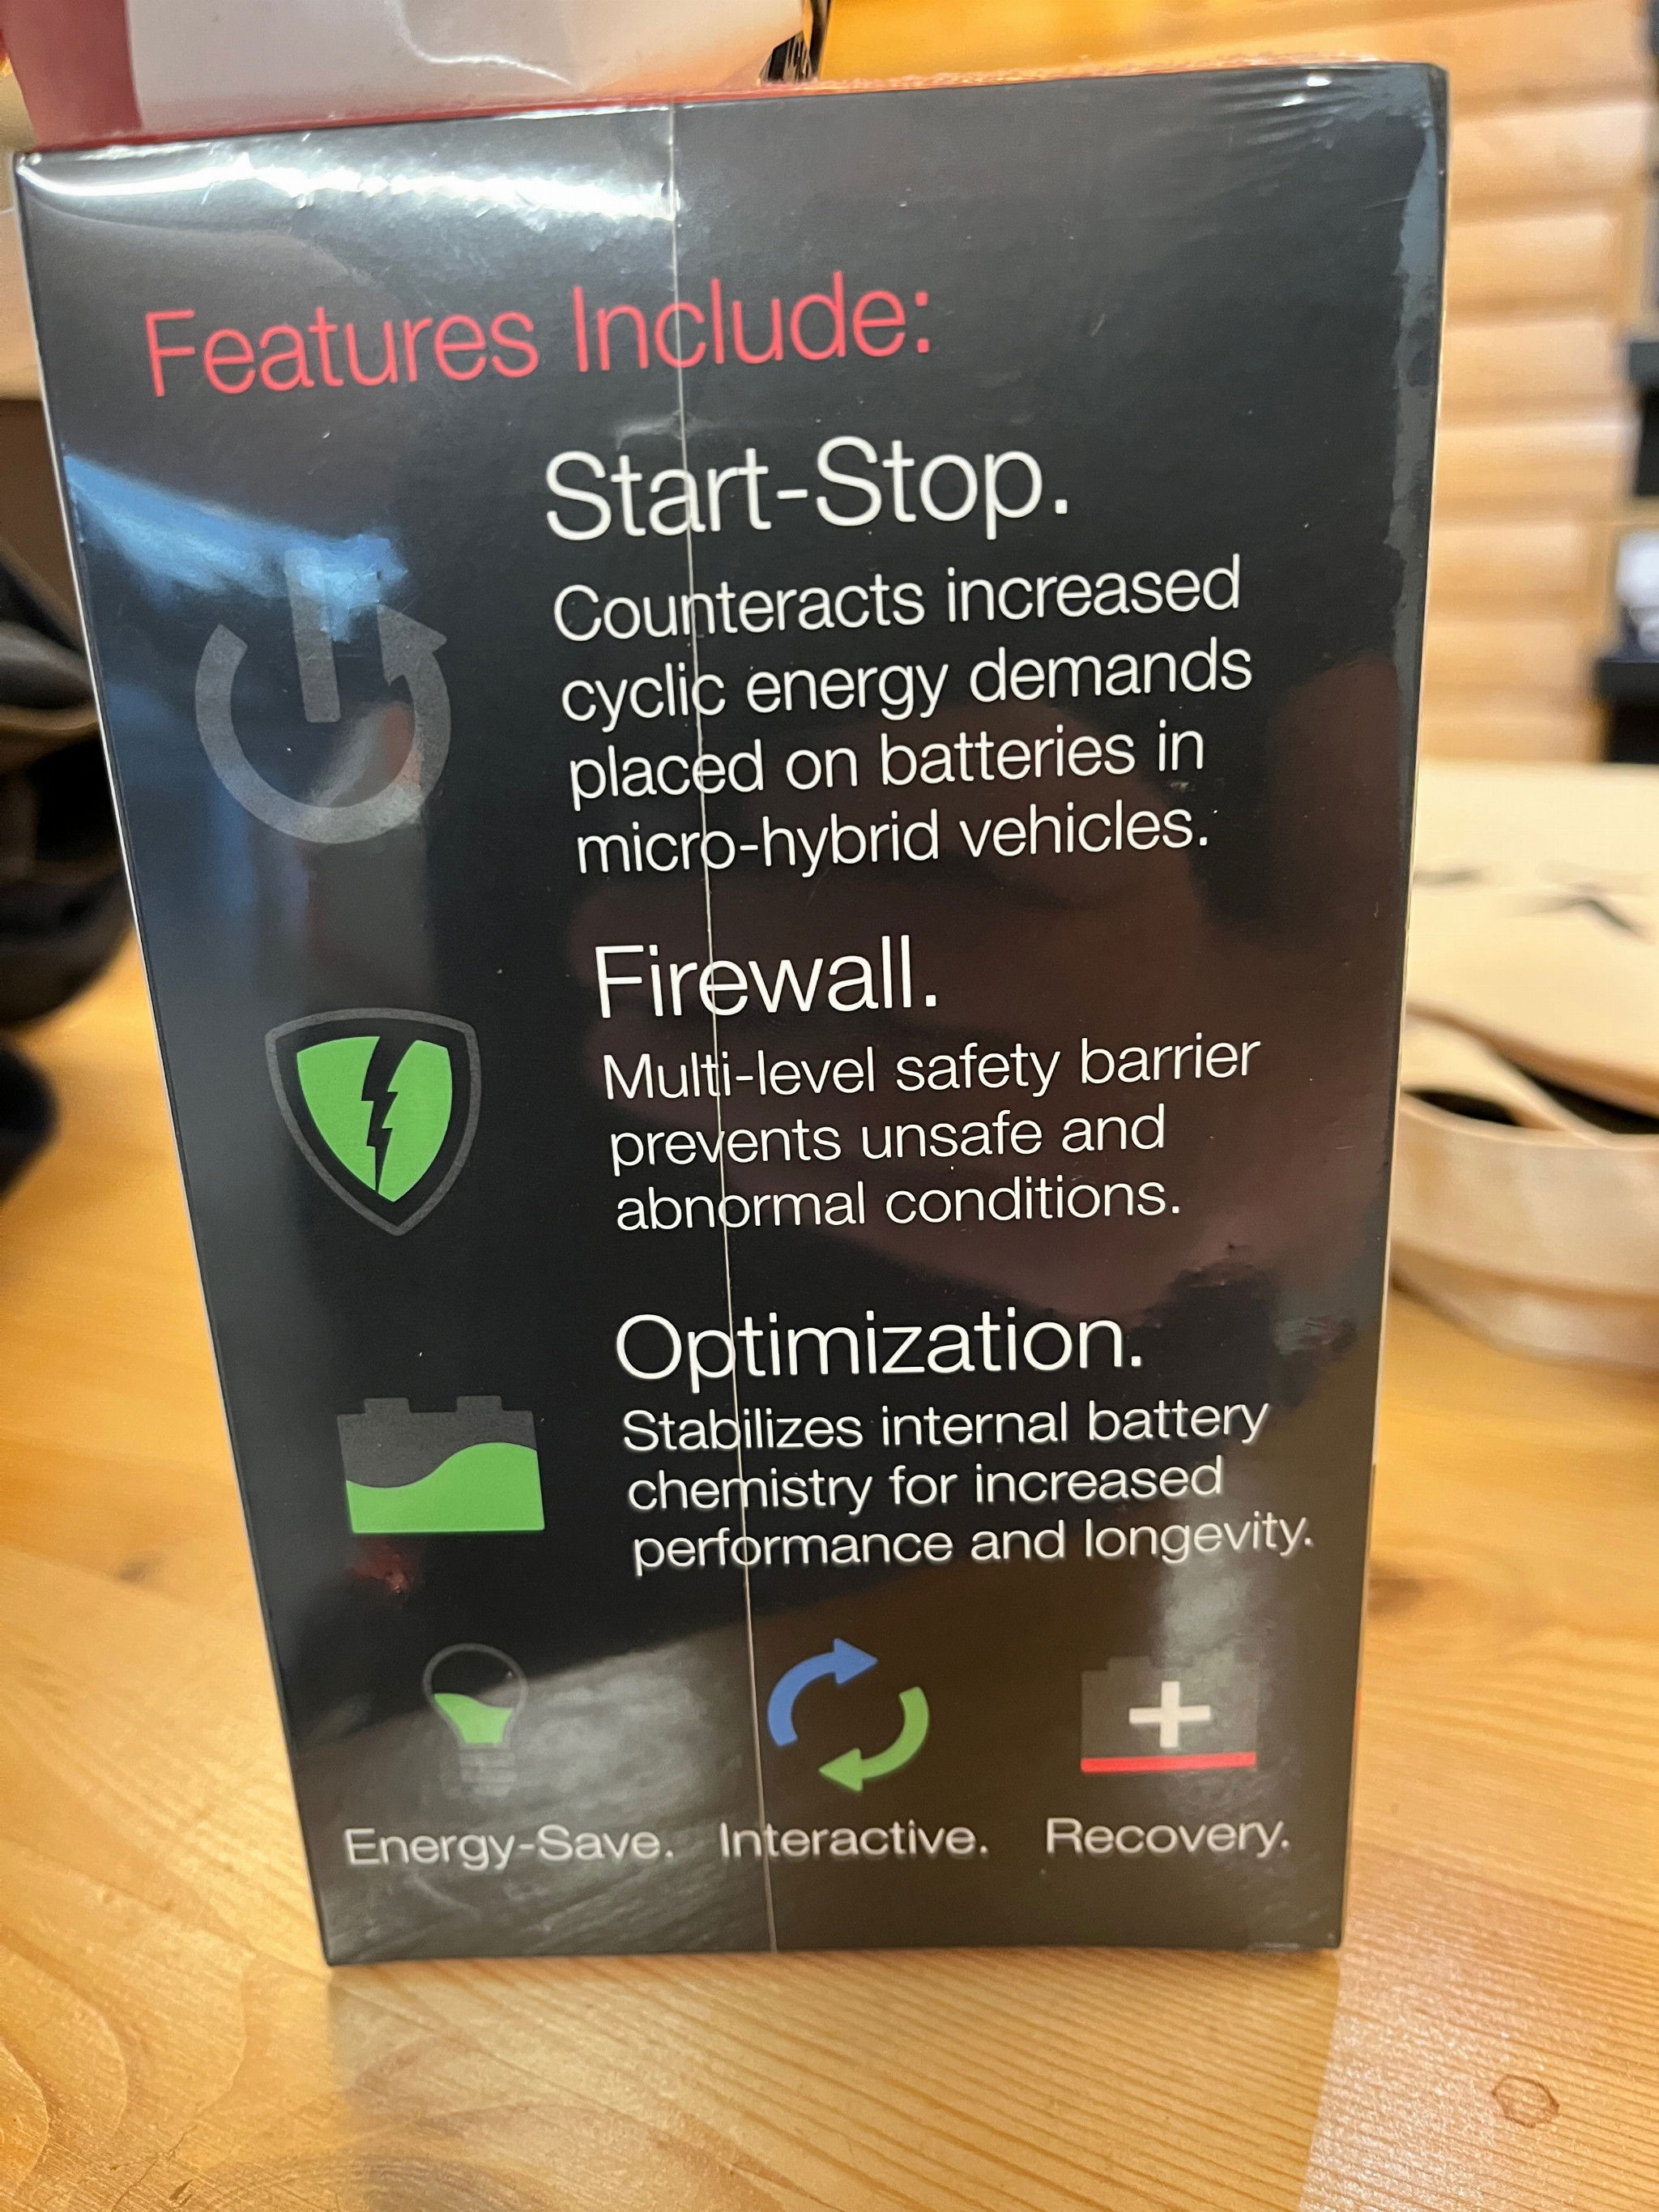 Features Include:
Start-Stop.
Counteracts increased
cyclic energy demands
placed on batteries in
micro-hybrid vehicles.
Firewall.
Multi-level safety barrier
prevents unsafe and
abnormal conditions.
Optimization.
Stabilizes internal battery
chemistry for increased
performance and longevity.
Energy-Save. Interactive. Recovery.